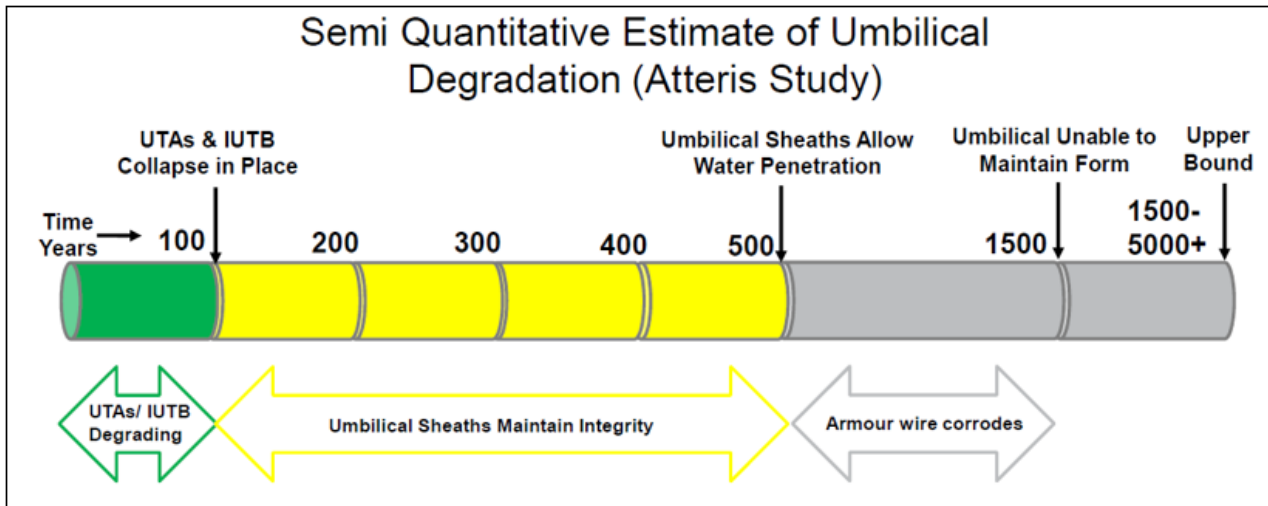 Semi Quantitative Estimate of Umbilical
Degradation (Atteris Study)
UTAs & IUTB
Collapse in Place
Umbilical Sheaths Allow
Water Penetration
Umbilical Unable to
Maintain Form
Upper
Bound
Time
Years
100
200
300
400
500
1500
1500-
5000+
UTAs/ IUTB
Degrading
Umbilical Sheaths Maintain Integrity
Armour wire corrodes